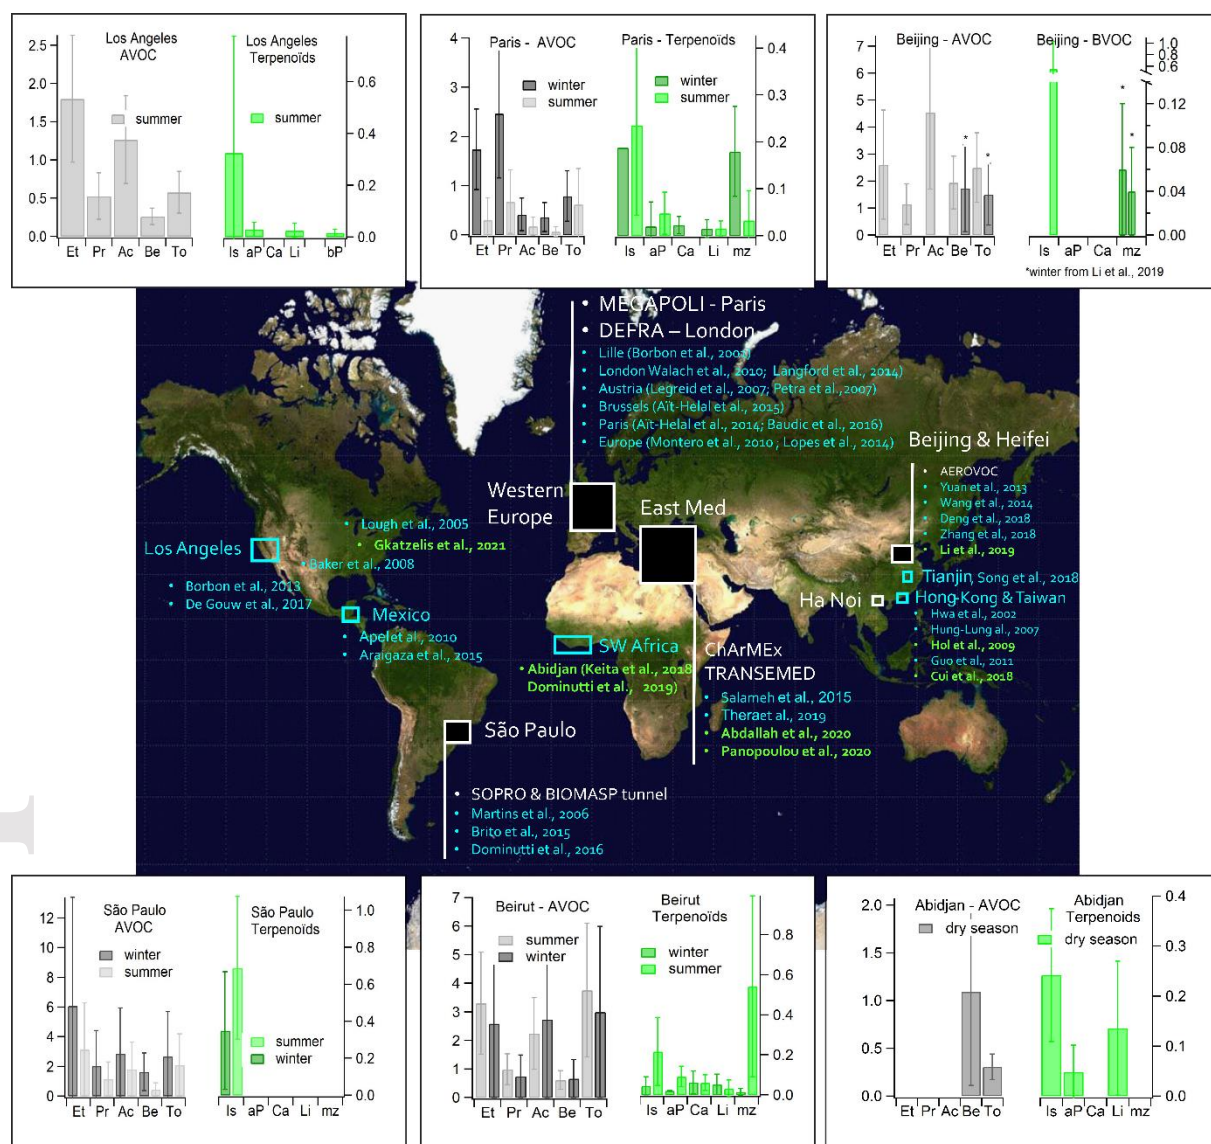 Los Angeles
AVOC
summer
2.5
2.0
1.5
1.0
0.5
0.0
Et Pr Ac Be To
Los Angeles
Terpenoïds
summer
0.6
0.4
0.2
0.0
Is aP Ca Li bP
Paris - AVOC
winter
summer
4
3
2
1
0
Et Pr Ac Be To
Paris - Terpenoïds
winter
summer
0.4
0.3
0.2
0.1
0.0
Is aP Ca Li mz
Beijing - AVOC
7
6
5
4
3
2
1
0
* *
Et Pr Ac Be To
Beijing - BVOC
1.0
0.8
0.6
0.12
0.08
0.04
0.00
* *
Is aP Ca mz
*winter from Li et al., 2019
• MEGAPOLI - Paris
• DEFRA – London
• Lille (Borbon et al.,
• London Walach et al., 2010; Langford et al., 2014)
• Austria (Legreid et al., 2007; Petra et al., 2007)
• Brussels (Aït-Helal et al., 2015)
• Paris (Aït-Helal et al., 2014; Baudic et al., 2016)
• Europe (Montero et al., 2010 , Lopes et al., 2014)
Beijing & Heifei
• AEROVOC
• Yuan et al., 2013
• Wang et al., 2014
• Deng et al., 2018
• Zhang et al., 2018
• Li et al., 2019
Western
Europe
East Med
• Lough et al., 2005
• Gkatzelis et al., 2021
Los Angeles
• Baker et al., 2008
• Borbon et al., 2013
• De Gouw et al., 2017
Mexico
• Apel et al., 2010
• Araigaza et al., 2015
Tianjin, Song et al., 2018
Ha Noi
Hong-Kong & Taiwan
• Hwa et al., 2002
• Hung-Lung al., 2007
• Hol et al., 2009
• Guo et al., 2011
• Cui et al., 2018
SW Africa
• Abidjan (Keita et al., 2018
Dominutti et al., 2019)
ChArMEx
TRANSEMED
• Salameh et al., 2015
• Thera et al., 2019
• Abdallah et al., 2020
• Panopoulou et al., 2020
São Paulo
• SOPRO & BIOMASP tunnel
• Martins et al., 2006
• Brito et al., 2015
• Dominutti et al., 2016
São Paulo
AVOC
winter
summer
12
10
8
6
4
2
0
Et Pr Ac Be To
São Paulo
Terpenoïds
summer
winter
1.0
0.8
0.6
0.4
0.2
0.0
Is aP Ca Li mz
Beirut - AVOC
summer
winter
7
6
5
4
3
2
1
0
Et Pr Ac Be To
Beirut
Terpenoïds
winter
summer
0.8
0.6
0.4
0.2
0.0
Is aP Ca Li mz
Abidjan - AVOC
dry season
2.0
1.5
1.0
0.5
0.0
Et Pr Ac Be To
Abidjan
Terpenoids
dry season
0.4
0.3
0.2
0.1
0.0
Is aP Ca Li mz